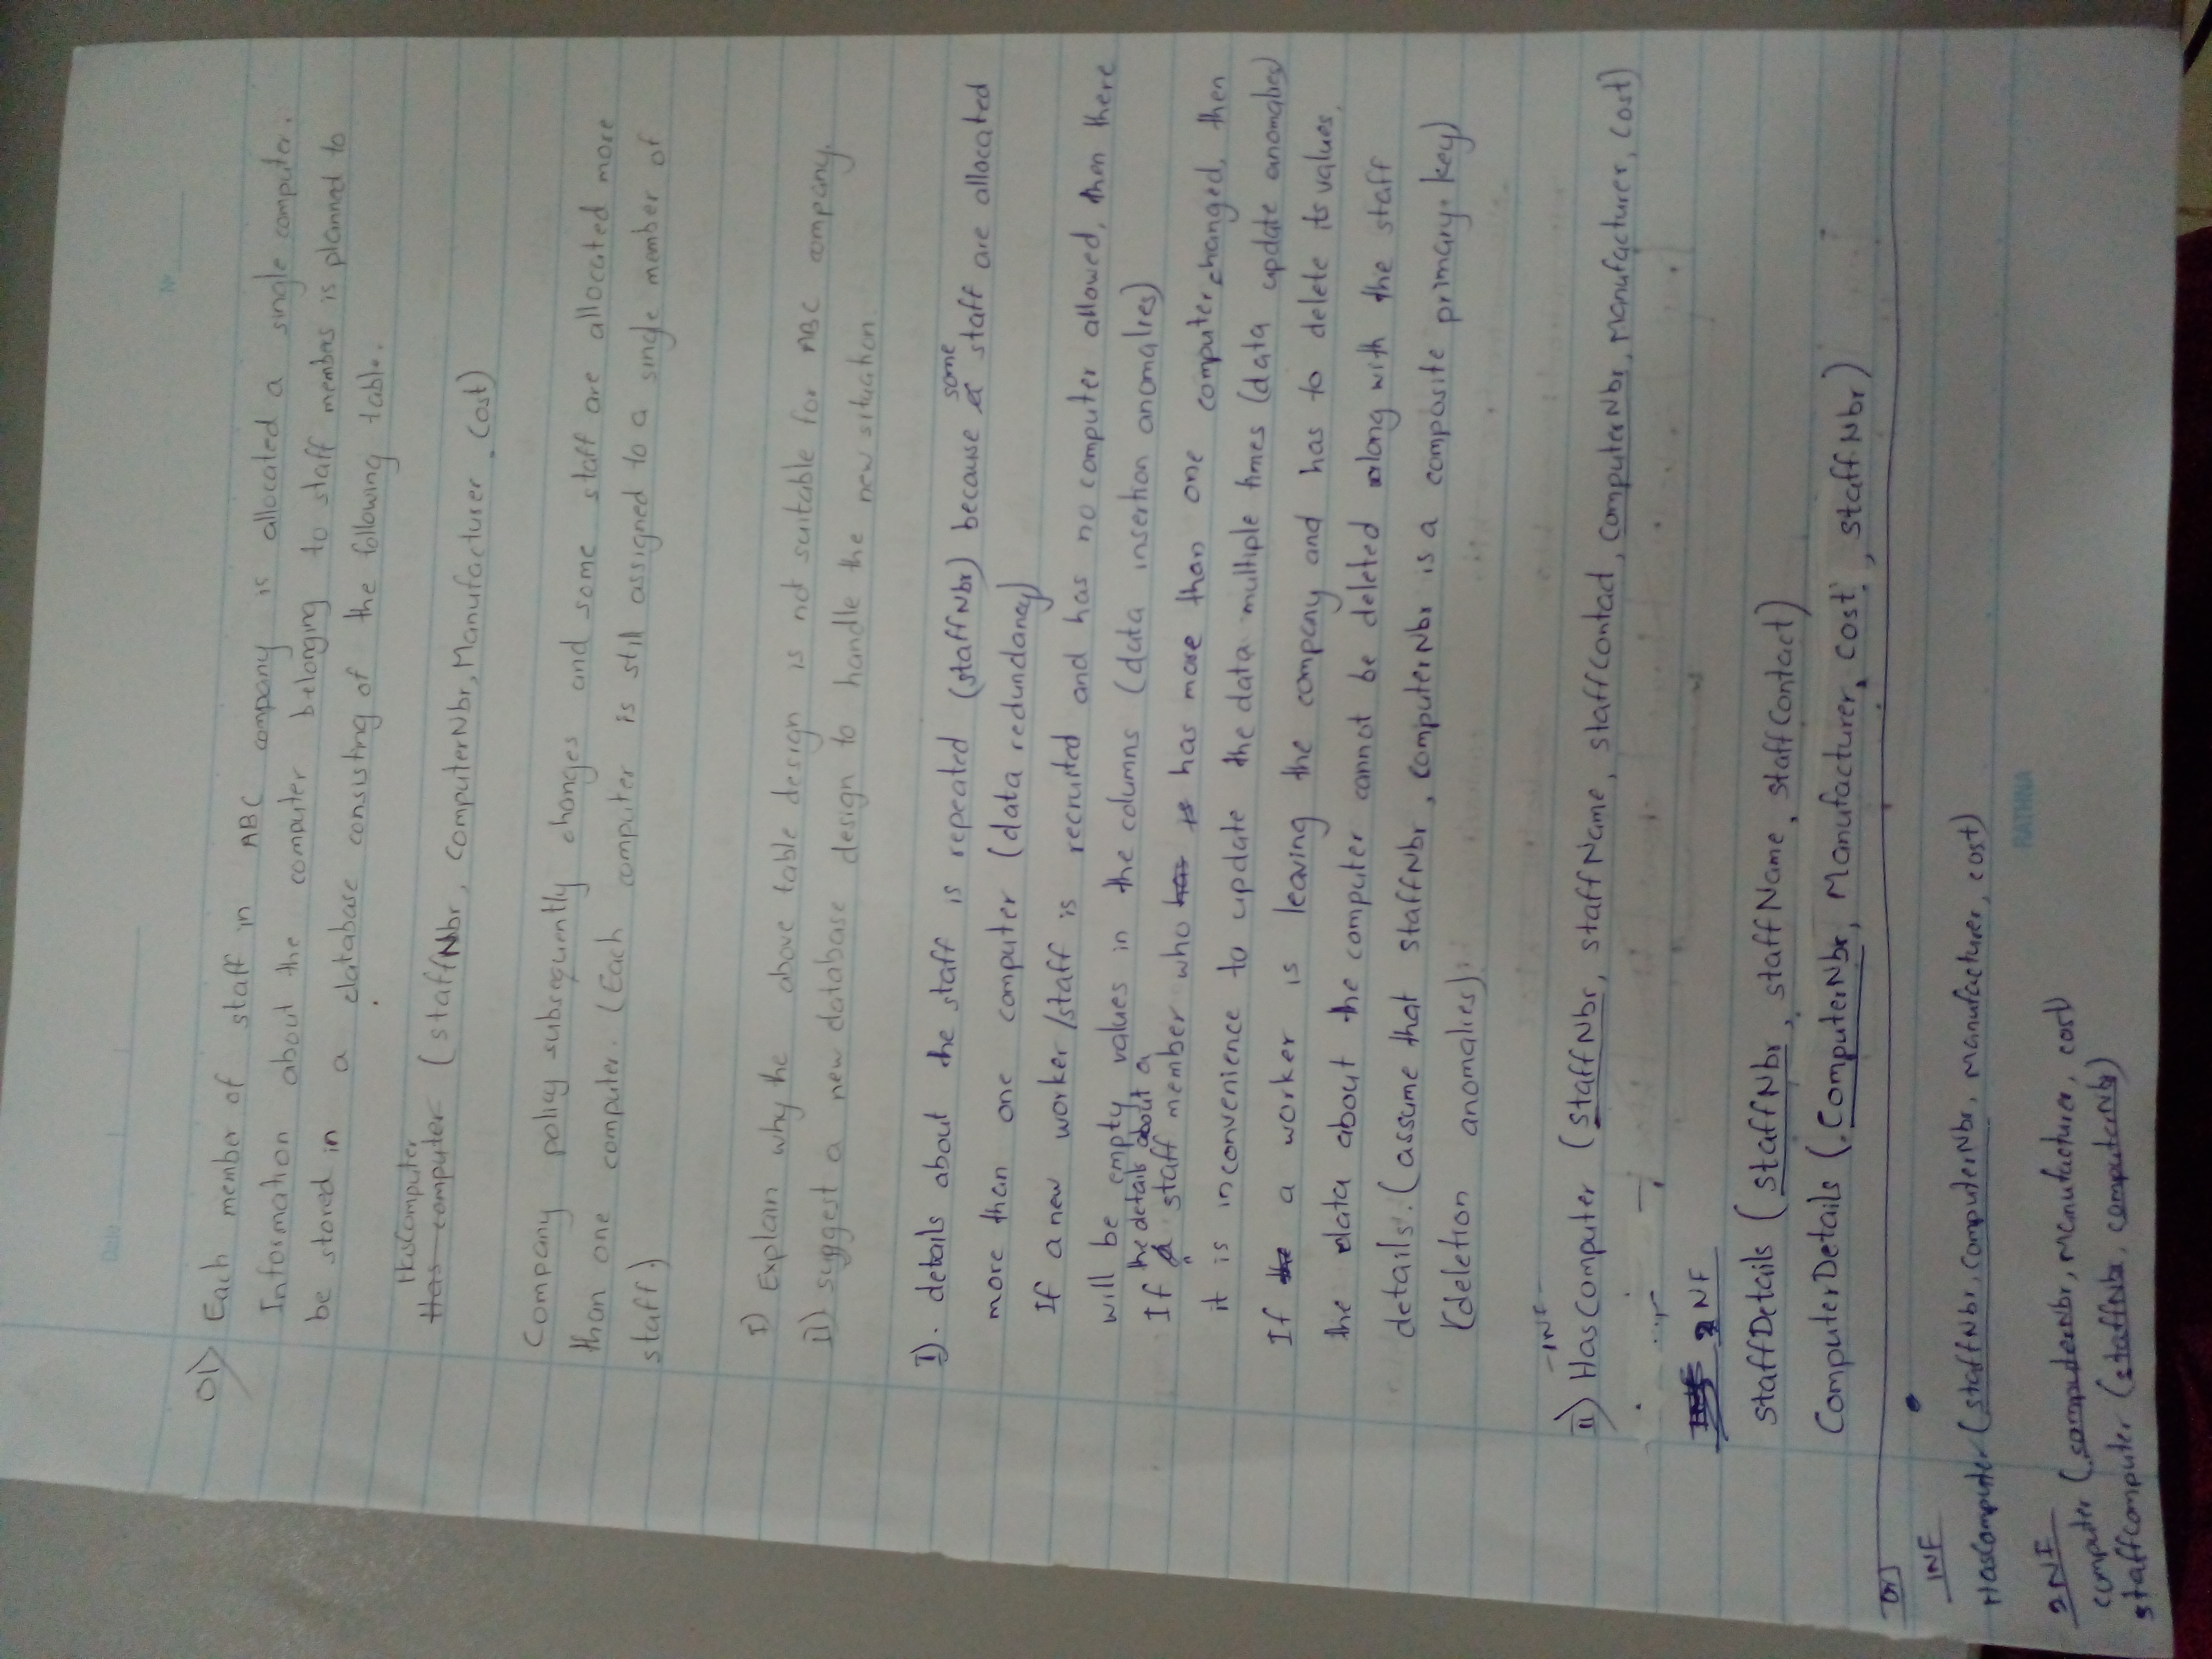 Date
No
01) Each member of staff in ABC company is allocated a single computer.
Information about the computer belonging to staff members is planned to
be stored in a database consisting of the following table.
HasComputer
Has computer (staffNbr, computerNbr, Manufacturer, Cost)
Company policy subsequently changes and some staff are allocated more
than one computer. (Each computer is still assigned to a single member of
staff.)
I) Explain why the above table design is not suitable for ABC company.
ii) suggest a new database design to handle the new situation.
I). details about the staff is repeated (staffNbr) because some staff are allocated
more than one computer (data redundancy)
If a new worker/staff is recruited and has no computer allowed, then there
will be empty values in the columns (data insertion anomalies)
the details about a
If a staff member who has more than one computer changed, then
it is inconvenience to update the data multiple times (data update anomalies)
If the a worker is leaving the company and has to delete its values,
the data about the computer cannot be deleted along with the staff
details. (assume that staffNbr, computerNbr is a composite primary key)
(deletion anomalies)
-1NF-
ii) HasComputer (staffNbr, staffName, staffContact, computerNbr, Manufacturer, Cost)
2NF
staffDetails (staffNbr, staffName, staffContact)
ComputerDetails (ComputerNbr, Manufacturer, Cost, staffNbr)
1NF
HasComputer (staffNbr, computerNbr, manufacturer, cost)
2NF
computer (computerNbr, Manufacturer, cost)
staffcomputer (staffNbr, computerNbr)
RATHNA